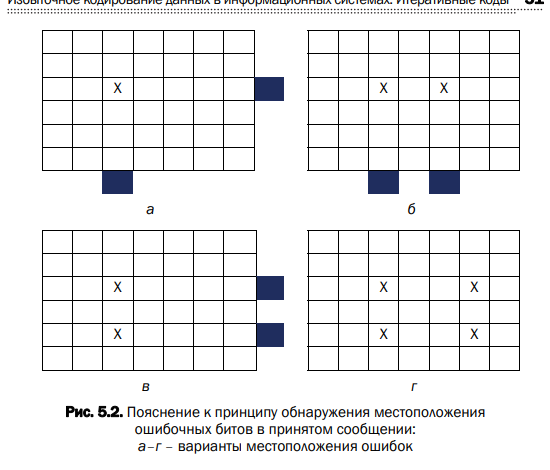 Избыточное кодирование данных в информационных системах. Итеративные коды
X
X X
а
б
X
X X
X
X X
в
г
Рис. 5.2. Пояснение к принципу обнаружения местоположения
ошибочных битов в принятом сообщении:
а–г – варианты местоположения ошибок